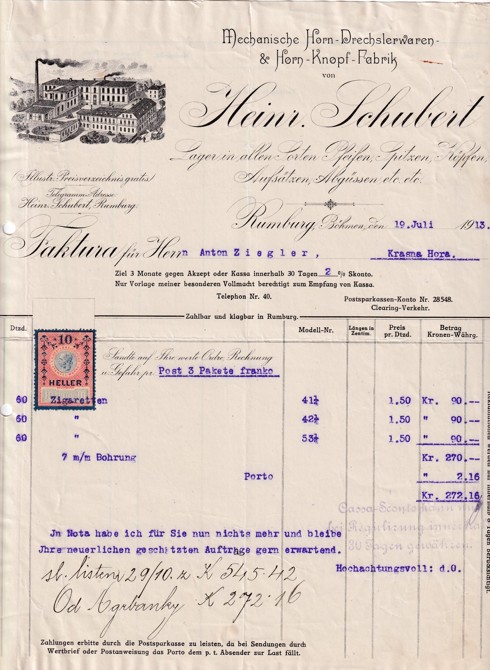 Mechanische Horn-Drechslerwaren-
& Horn-Knopf-Fabrik
von
Heinr. Schubert
Lager in allen Sorten Pfeifen, Spitzen, Köpfen,
Aufsätzen, Abgüssen etc. etc.
Illustr. Preisverzeichnis gratis
Telegramm-Adresse
Heinr. Schubert, Rumburg.
Rumburg, Böhmen, den 19. Juli 1913.
Faktura für Herrn Anton Ziegler, Krasna Hora.
Ziel 3 Monate gegen Akzept oder Kassa innerhalb 30 Tagen 2 % Skonto.
Nur Vorlage meiner besonderen Vollmacht berechtigt zum Empfang von Kassa.
Telephon Nr. 40.
Postsparkassen-Konto Nr. 28548.
Clearing-Verkehr.
Zahlbar und klagbar in Rumburg.
Dtzd. Modell-Nr. Längen in Zentim. Preis pr. Dtzd. Betrag Kronen-Währg.
10
HELLER
Sandte auf Ihre werte Ordre, Rechnung
u. Gefahr pr. Post 3 Pakete franko
60 Zigaretten 41½ 1.50 Kr. 90.—
60 " 42½ 1.50 " 90.—
60 " 53½ 1.50 " 90.—
7 m/m Bohrung Kr. 270.—
Porto " 2.16
Kr. 272.16
Cassa-Sconto
bei Regulierung
30 Tagen gewähren.
Jn Nota habe ich für Sie nun nichts mehr und bleibe
Jhre neuerlichen geschätzten Aufträge gern erwartend.
Hochachtungsvoll: d.O.
29/10. z K 545.42
Od K 272.16
Zahlungen erbitte durch die Postsparkasse zu leisten, da bei Sendungen durch
Wertbrief oder Postanweisung das Porto dem p. t. Absender zur Last fällt.